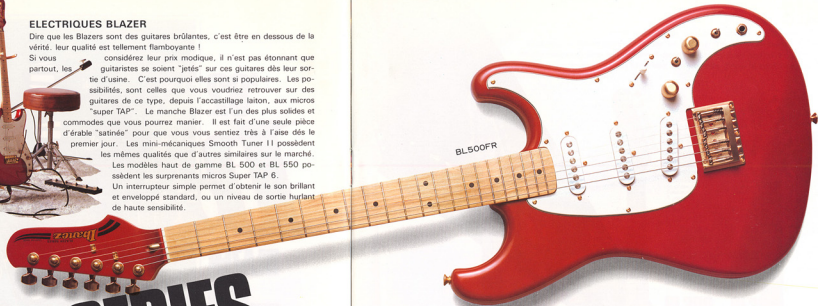 ELECTRIQUES BLAZER
Dire que les Blazers sont des guitares brûlantes, c'est être en dessous de la
vérité. leur qualité est tellement flamboyante !
Si vous considérez leur prix modique, il n'est pas étonnant que
partout, les guitaristes se soient "jetés" sur ces guitares dès leur sor-
tie d'usine. C'est pourquoi elles sont si populaires. Les po-
ssibilités, sont celles que vous voudriez retrouver sur des
guitares de ce type, depuis l'accastillage laiton, aux micros
"super TAP". Le manche Blazer est l'un des plus solides et
commodes que vous pourrez manier. Il est fait d'une seule pièce
d'érable "satinée" pour que vous vous sentiez très à l'aise dés le
premier jour. Les mini-mécaniques Smooth Tuner II possèdent
les mêmes qualités que d'autres similaires sur le marché.
Les modèles haut de gamme BL 500 et BL 550 po-
ssèdent les surprenants micros Super TAP 6.
Un interrupteur simple permet d'obtenir le son brillant
et enveloppé standard, ou un niveau de sortie hurlant
de haute sensibilité.
BL500FR
Ibanez
SERIES